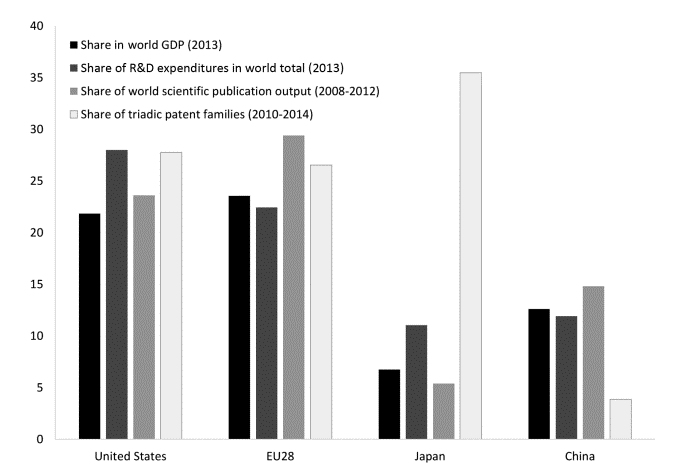 40
35
30
25
20
15
10
5
0
Share in world GDP (2013)
Share of R&D expenditures in world total (2013)
Share of world scientific publication output (2008-2012)
Share of triadic patent families (2010-2014)
United States EU28 Japan China